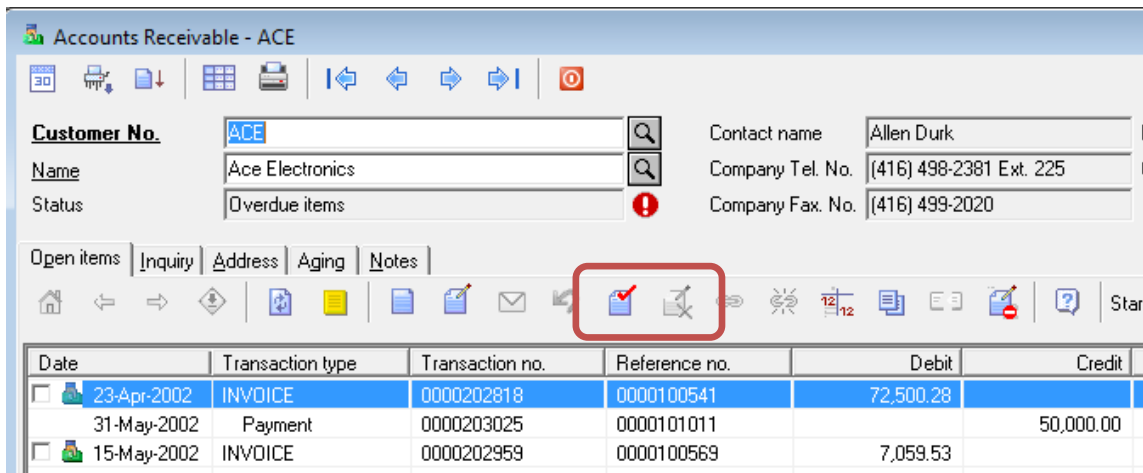 Accounts Receivable - ACE
30
Customer No. ACE Contact name Allen Durk
Name Ace Electronics Company Tel. No. (416) 498-2381 Ext. 225
Status Overdue items Company Fax. No. (416) 499-2020
Open items Inquiry Address Aging Notes
12 12 Star
Date Transaction type Transaction no. Reference no. Debit Credit
23-Apr-2002 INVOICE 0000202818 0000100541 72,500.28
31-May-2002 Payment 0000203025 0000101011 50,000.00
15-May-2002 INVOICE 0000202959 0000100569 7,059.53